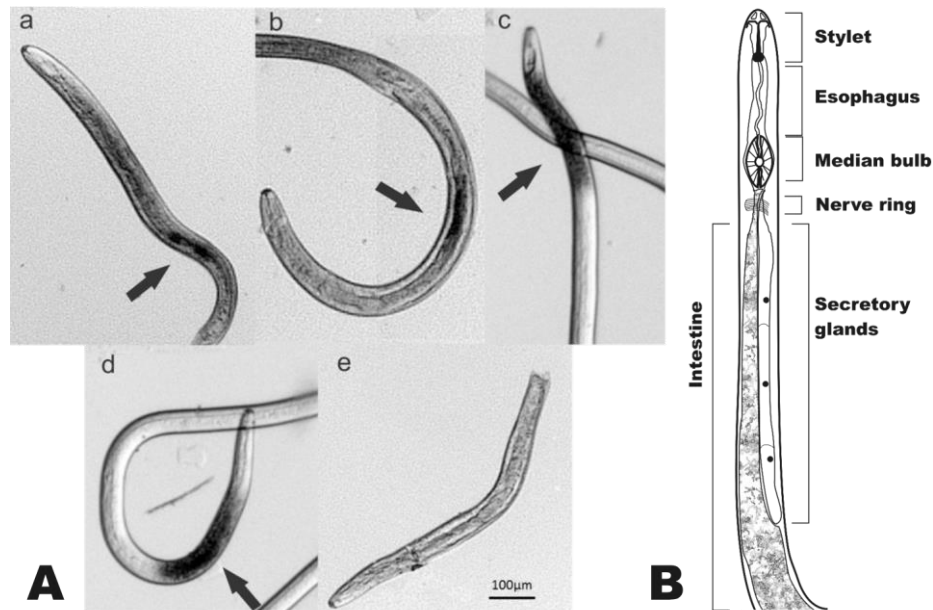 a
b
c
d
e
100µm
A
Stylet
Esophagus
Median bulb
Nerve ring
Secretory
glands
Intestine
B